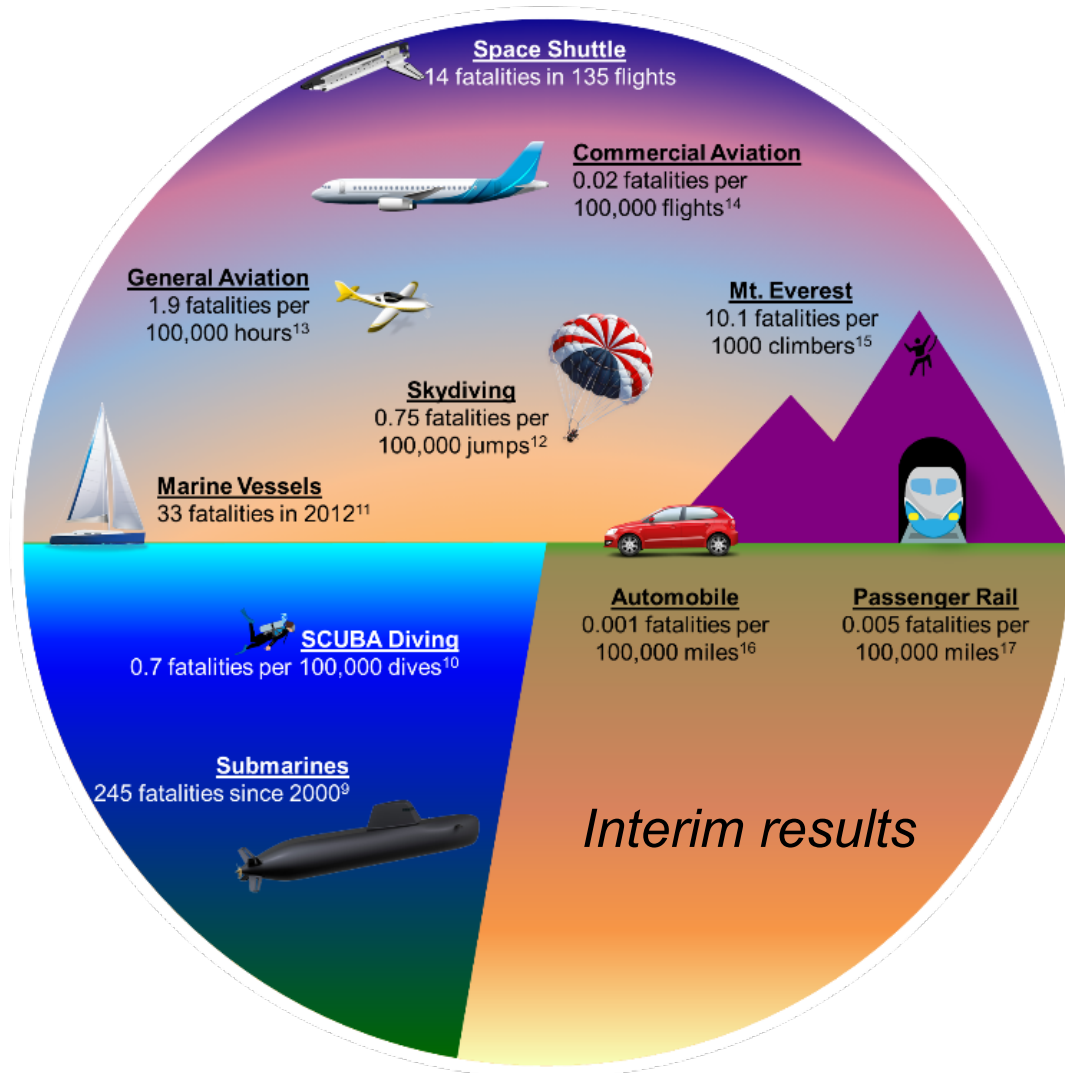 Space Shuttle
14 fatalities in 135 flights
Commercial Aviation
0.02 fatalities per
100,000 flights¹⁴
General Aviation
1.9 fatalities per
100,000 hours¹³
Mt. Everest
10.1 fatalities per
1000 climbers¹⁵
Skydiving
0.75 fatalities per
100,000 jumps¹²
Marine Vessels
33 fatalities in 2012¹¹
Automobile
0.001 fatalities per
100,000 miles¹⁶
Passenger Rail
0.005 fatalities per
100,000 miles¹⁷
SCUBA Diving
0.7 fatalities per 100,000 dives¹⁰
Submarines
245 fatalities since 2000⁹
Interim results